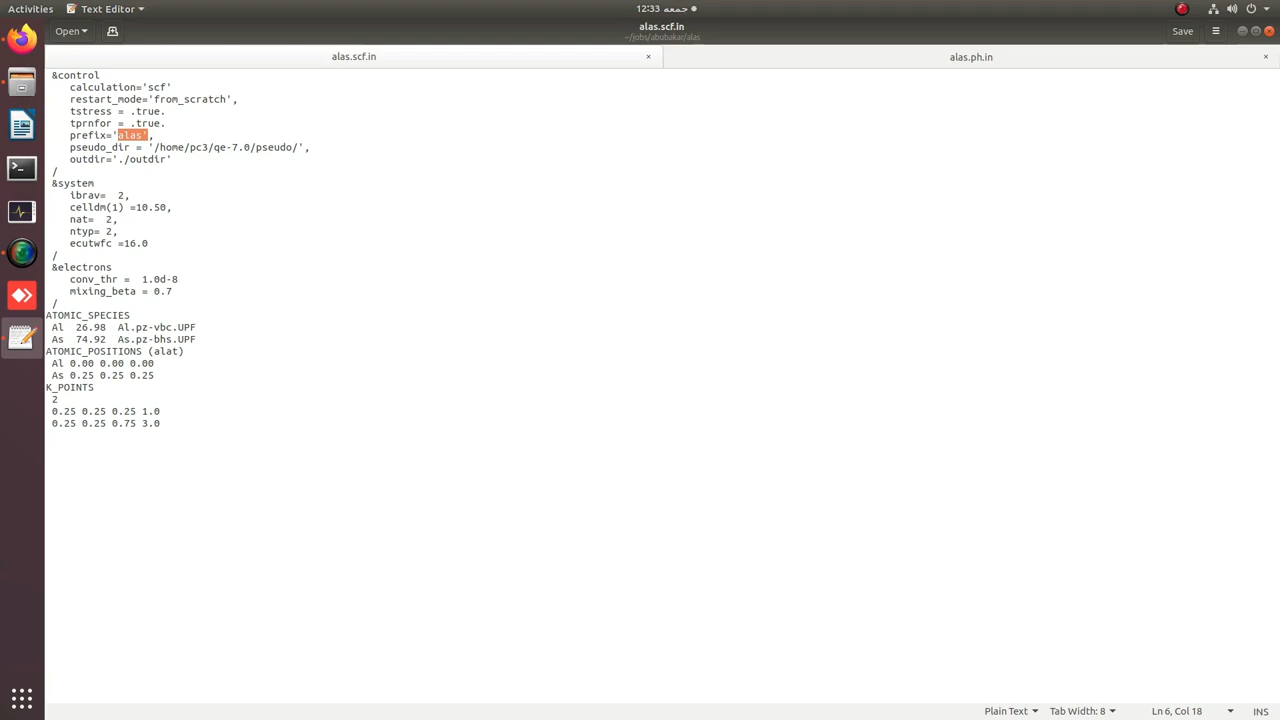 Activities
Text Editor
جمعه 12:33
Open
alas.scf.in
~/jobs/abubakar/alas
Save
alas.scf.in
alas.ph.in
&control
calculation='scf'
restart_mode='from_scratch',
tstress = .true.
tprnfor = .true.
prefix='alas',
pseudo_dir = '/home/pc3/qe-7.0/pseudo/',
outdir='./outdir'
/
&system
ibrav=  2,
celldm(1) =10.50,
nat=  2,
ntyp= 2,
ecutwfc =16.0
/
&electrons
conv_thr =  1.0d-8
mixing_beta = 0.7
/
ATOMIC_SPECIES
Al  26.98  Al.pz-vbc.UPF
As  74.92  As.pz-bhs.UPF
ATOMIC_POSITIONS (alat)
Al 0.00 0.00 0.00
As 0.25 0.25 0.25
K_POINTS
2
0.25 0.25 0.25 1.0
0.25 0.25 0.75 3.0
Plain Text
Tab Width: 8
Ln 6, Col 18
INS